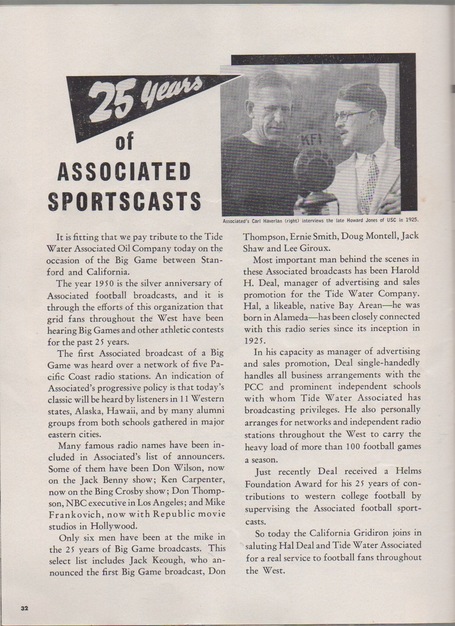 25 years
of
ASSOCIATED
SPORTSCASTS
KFI
Associated's Carl Haverlin (right) interviews the late Howard Jones of USC in 1925.
It is fitting that we pay tribute to the Tide
Water Associated Oil Company today on the
occasion of the Big Game between Stan-
ford and California.
The year 1950 is the silver anniversary of
Associated football broadcasts, and it is
through the efforts of this organization that
grid fans throughout the West have been
hearing Big Games and other athletic contests
for the past 25 years.
The first Associated broadcast of a Big
Game was heard over a network of five Pa-
cific Coast radio stations. An indication of
Associated's progressive policy is that today's
classic will be heard by listeners in 11 Western
states, Alaska, Hawaii, and by many alumni
groups from both schools gathered in major
eastern cities.
Many famous radio names have been in-
cluded in Associated's list of announcers.
Some of them have been Don Wilson, now
on the Jack Benny show; Ken Carpenter,
now on the Bing Crosby show; Don Thomp-
son, NBC executive in Los Angeles; and Mike
Frankovich, now with Republic movie
studios in Hollywood.
Only six men have been at the mike in
the 25 years of Big Game broadcasts. This
select list includes Jack Keough, who an-
nounced the first Big Game broadcast, Don
Thompson, Ernie Smith, Doug Montell, Jack
Shaw and Lee Giroux.
Most important man behind the scenes in
these Associated broadcasts has been Harold
H. Deal, manager of advertising and sales
promotion for the Tide Water Company.
Hal, a likeable, native Bay Arean—he was
born in Alameda—has been closely connected
with this radio series since its inception in
1925.
In his capacity as manager of advertising
and sales promotion, Deal single-handedly
handles all business arrangements with the
PCC and prominent independent schools
with whom Tide Water Associated has
broadcasting privileges. He also personally
arranges for networks and independent radio
stations throughout the West to carry the
heavy load of more than 100 football games
a season.
Just recently Deal received a Helms
Foundation Award for his 25 years of con-
tributions to western college football by
supervising the Associated football sport-
casts.
So today the California Gridiron joins in
saluting Hal Deal and Tide Water Associated
for a real service to football fans throughout
the West.
32